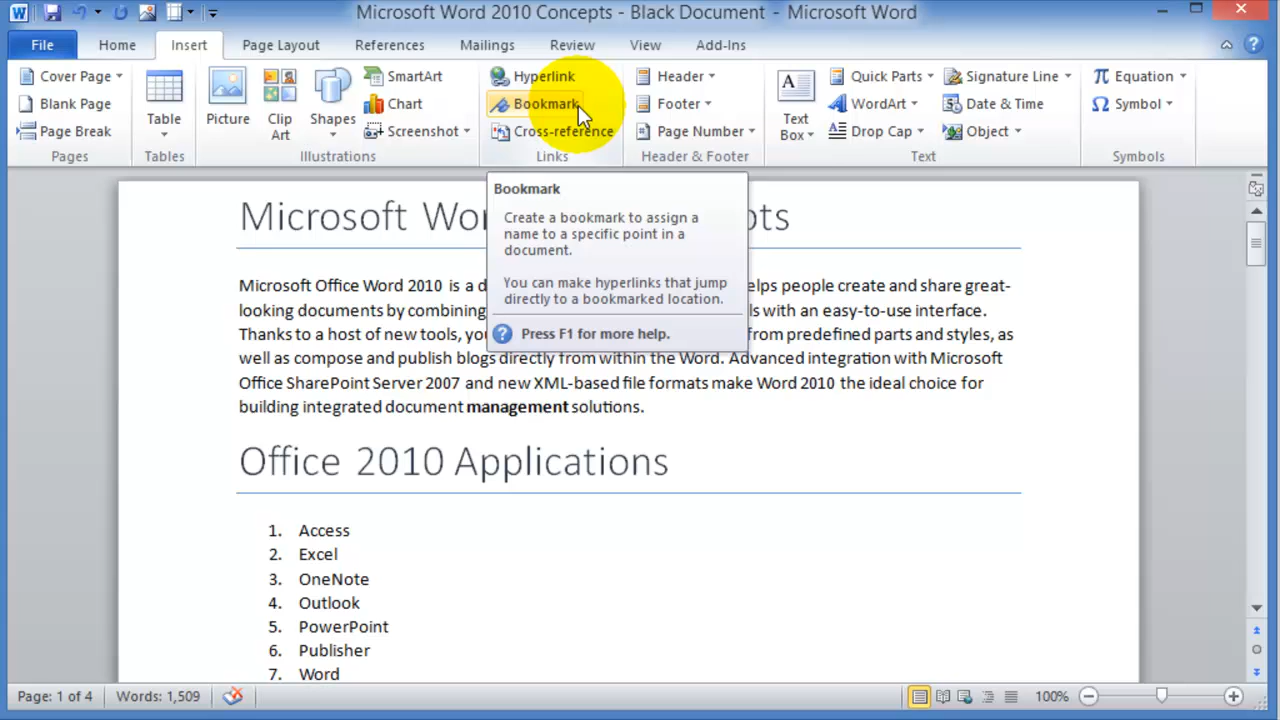 Microsoft Word 2010 Concepts - Black Document - Microsoft Word
File Home Insert Page Layout References Mailings Review View Add-Ins
Cover Page
Blank Page
Page Break
Pages
Table
Tables
Picture
Clip
Art
Shapes
SmartArt
Chart
Screenshot
Illustrations
Hyperlink
Bookmark
Cross-reference
Links
Header
Footer
Page Number
Header & Footer
Text
Box
Quick Parts
WordArt
Drop Cap
Signature Line
Date & Time
Object
Text
Equation
Symbol
Symbols
Bookmark
Create a bookmark to assign a
name to a specific point in a
document.
You can make hyperlinks that jump
directly to a bookmarked location.
Press F1 for more help.
Microsoft Wo pts
Microsoft Office Word 2010 is a d elps people create and share great-
looking documents by combining ls with an easy-to-use interface.
Thanks to a host of new tools, yo from predefined parts and styles, as
well as compose and publish blogs directly from within the Word. Advanced integration with Microsoft
Office SharePoint Server 2007 and new XML-based file formats make Word 2010 the ideal choice for
building integrated document management solutions.
Office 2010 Applications
1. Access
2. Excel
3. OneNote
4. Outlook
5. PowerPoint
6. Publisher
7. Word
Page: 1 of 4 Words: 1,509 100%